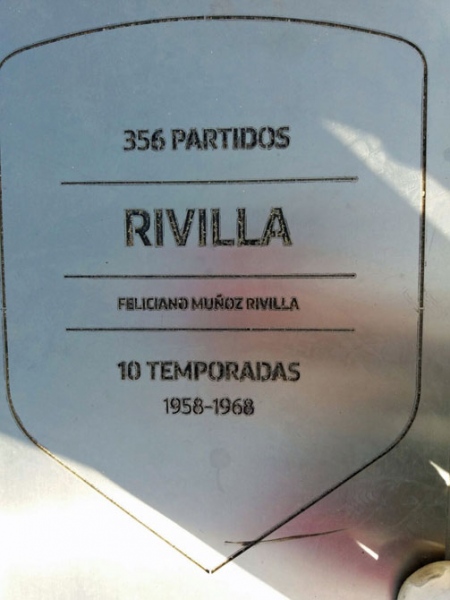 356 PARTIDOS
RIVILLA
FELICIANO MUÑOZ RIVILLA
10 TEMPORADAS
1958-1968